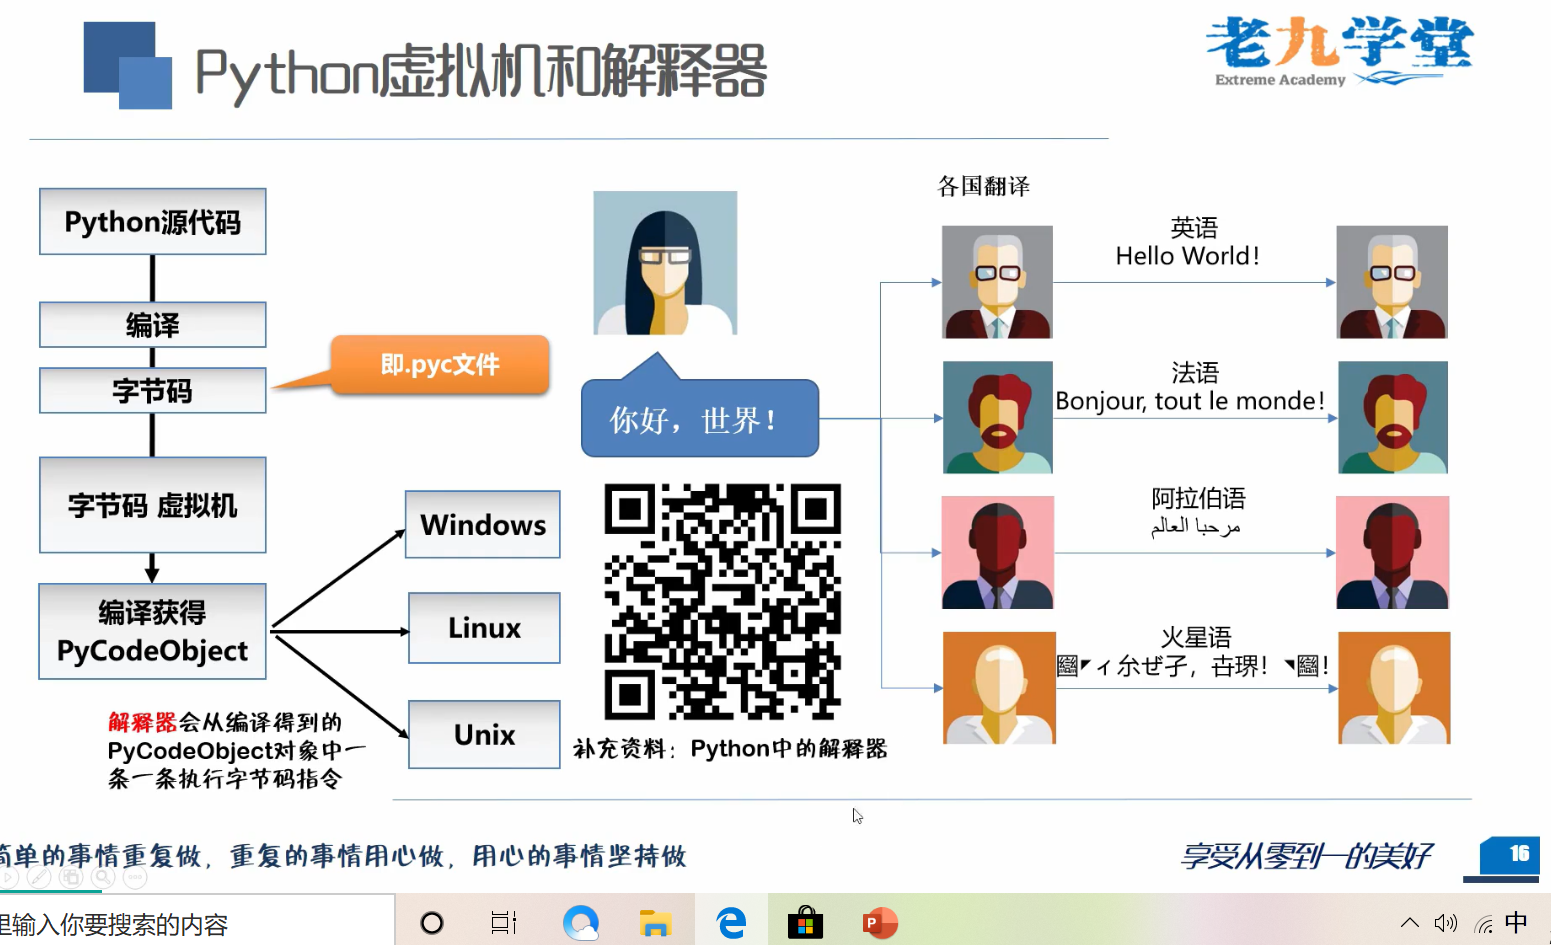 Python虚拟机和解释器
老九学堂
Extreme Academy
Python源代码
编译
字节码
即.pyc文件
字节码 虚拟机
编译获得
PyCodeObject
Windows
Linux
Unix
解释器会从编译得到的
PyCodeObject对象中一
条一条执行字节码指令
你好，世界！
补充资料：Python中的解释器
各国翻译
英语
Hello World！
法语
Bonjour, tout le monde！
阿拉伯语
مرحبا العالم
火星语
简单的事情重复做，重复的事情用心做，用心的事情坚持做
享受从零到一的美好
16
里输入你要搜索的内容
P
中